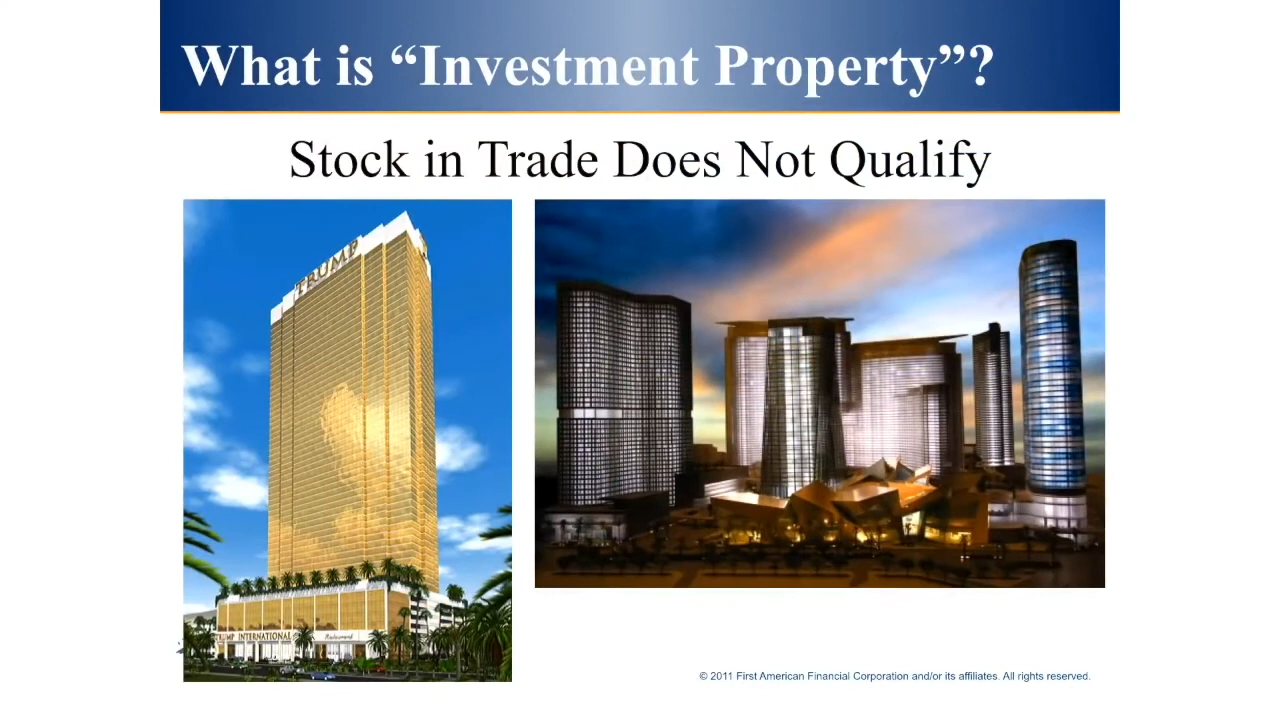 What is “Investment Property”?
Stock in Trade Does Not Qualify
TRUMP
TRUMP INTERNATIONAL
Restaurant
© 2011 First American Financial Corporation and/or its affiliates. All rights reserved.